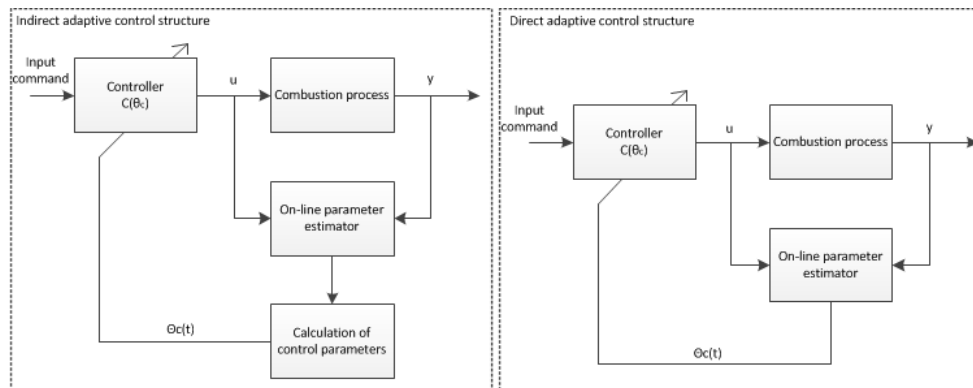 Indirect adaptive control structure
Input
command
Controller
C(θc)
u
Combustion process
y
On-line parameter
estimator
Calculation of
control parameters
Θc(t)
Direct adaptive control structure
Input
command
Controller
C(θc)
u
Combustion process
y
On-line parameter
estimator
Θc(t)